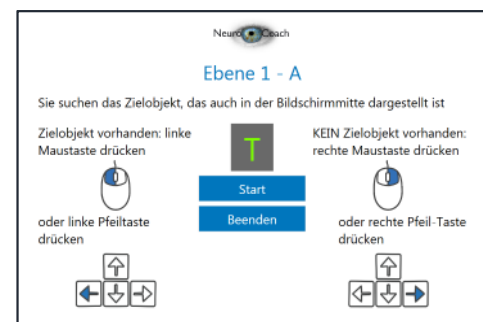 NeuroCoach
Ebene 1 - A
Sie suchen das Zielobjekt, das auch in der Bildschirmmitte dargestellt ist
Zielobjekt vorhanden: linke
Maustaste drücken
oder linke Pfeiltaste
drücken
T
Start
Beenden
KEIN Zielobjekt vorhanden:
rechte Maustaste drücken
oder rechte Pfeil-Taste
drücken